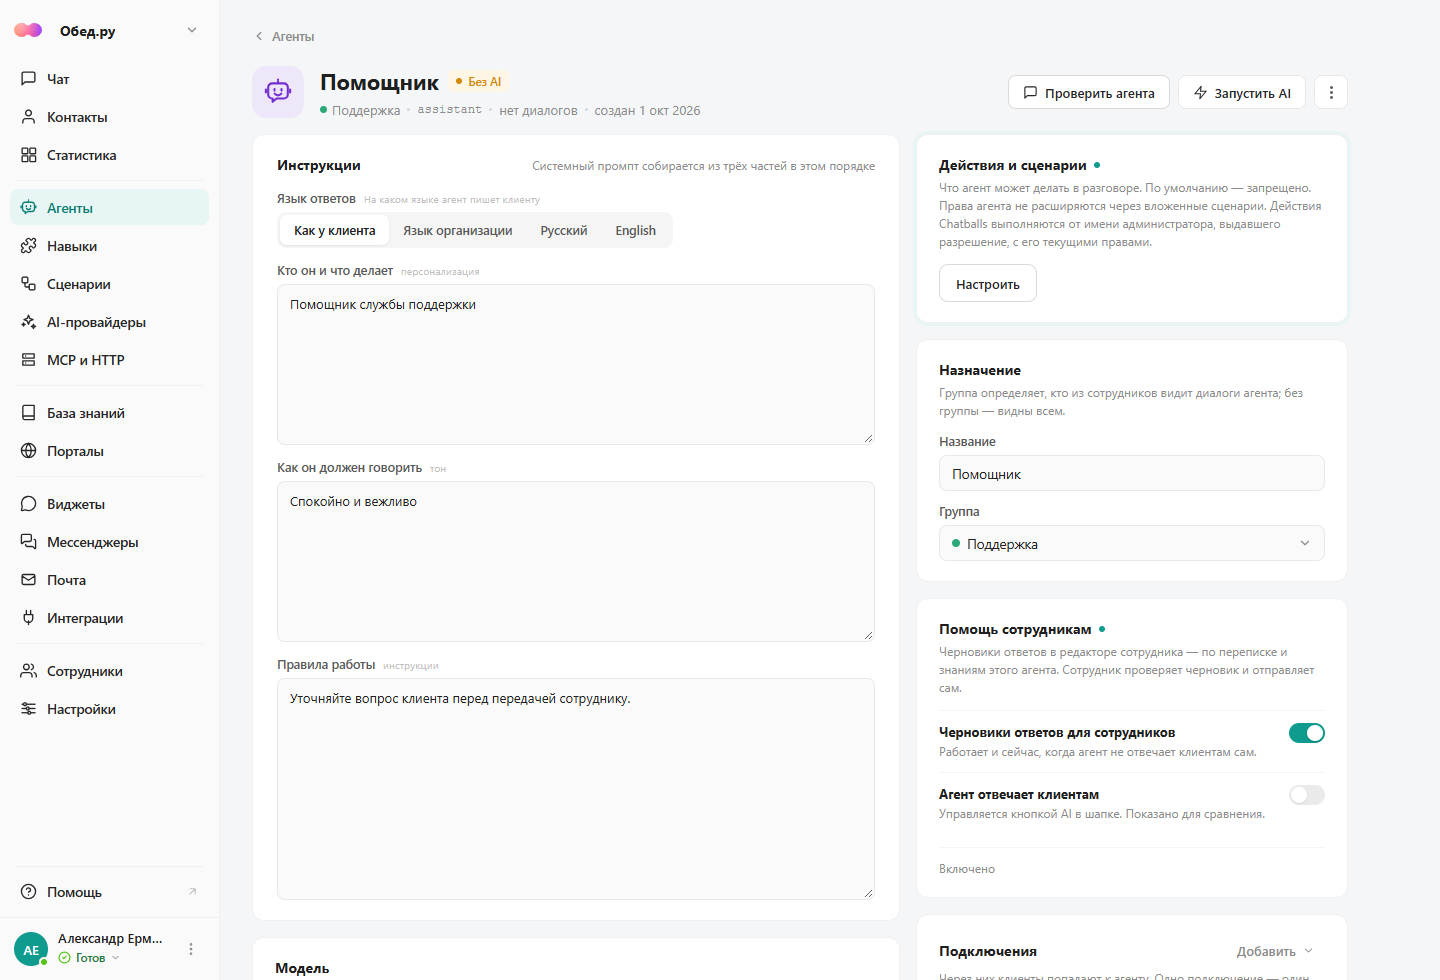 Обед.ру
Чат
Контакты
Статистика
Агенты
Навыки
Сценарии
AI-провайдеры
MCP и HTTP
База знаний
Порталы
Виджеты
Мессенджеры
Почта
Интеграции
Сотрудники
Настройки
Помощь
АЕ
Александр Ерм...
Готов
Агенты
Помощник
Без AI
Поддержка · assistant · нет диалогов · создан 1 окт 2026
Проверить агента
Запустить AI
Инструкции
Системный промпт собирается из трёх частей в этом порядке
Язык ответов На каком языке агент пишет клиенту
Как у клиента
Язык организации
Русский
English
Кто он и что делает персонализация
Помощник службы поддержки
Как он должен говорить тон
Спокойно и вежливо
Правила работы инструкции
Уточняйте вопрос клиента перед передачей сотруднику.
Модель
Действия и сценарии
Что агент может делать в разговоре. По умолчанию — запрещено.
Права агента не расширяются через вложенные сценарии. Действия
Chatballs выполняются от имени администратора, выдавшего
разрешение, с его текущими правами.
Настроить
Назначение
Группа определяет, кто из сотрудников видит диалоги агента; без
группы — видны всем.
Название
Помощник
Группа
Поддержка
Помощь сотрудникам
Черновики ответов в редакторе сотрудника — по переписке и
знаниям этого агента. Сотрудник проверяет черновик и отправляет
сам.
Черновики ответов для сотрудников
Работает и сейчас, когда агент не отвечает клиентам сам.
Агент отвечает клиентам
Управляется кнопкой AI в шапке. Показано для сравнения.
Включено
Подключения
Добавить
Через них клиенты попадают к агенту. Одно подключение — один